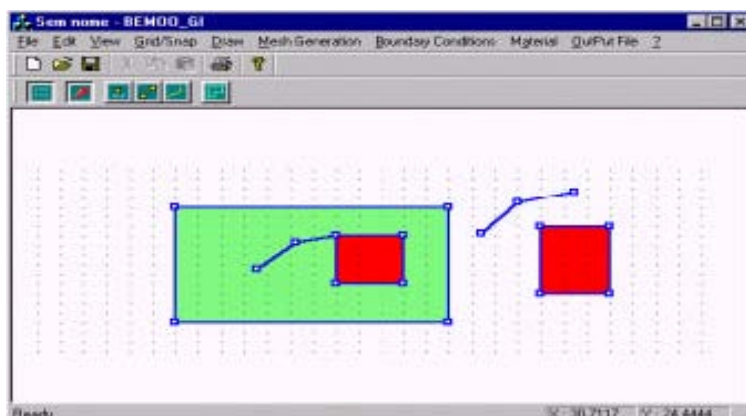 Sem nome - BEMOO_GI
File Edit View Grid/Snap Draw Mesh Generation Boundary Conditions Material OutPut File ?
Ready X: 30.7117 Y: 24.4444